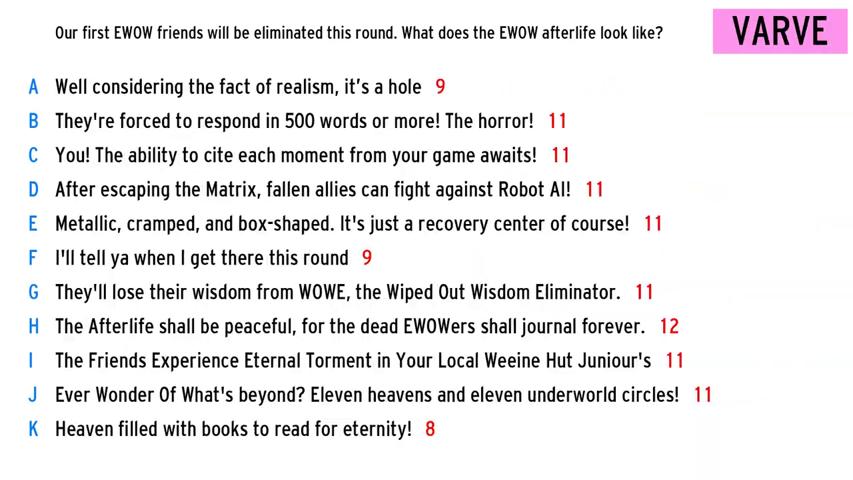 Our first EWOW friends will be eliminated this round. What does the EWOW afterlife look like?
VARVE
A Well considering the fact of realism, it's a hole 9
B They're forced to respond in 500 words or more! The horror! 11
C You! The ability to cite each moment from your game awaits! 11
D After escaping the Matrix, fallen allies can fight against Robot AI! 11
E Metallic, cramped, and box-shaped. It's just a recovery center of course! 11
F I'll tell ya when I get there this round 9
G They'll lose their wisdom from WOWE, the Wiped Out Wisdom Eliminator. 11
H The Afterlife shall be peaceful, for the dead EWOWers shall journal forever. 12
I The Friends Experience Eternal Torment in Your Local Weeine Hut Juniour's 11
J Ever Wonder Of What's beyond? Eleven heavens and eleven underworld circles! 11
K Heaven filled with books to read for eternity! 8